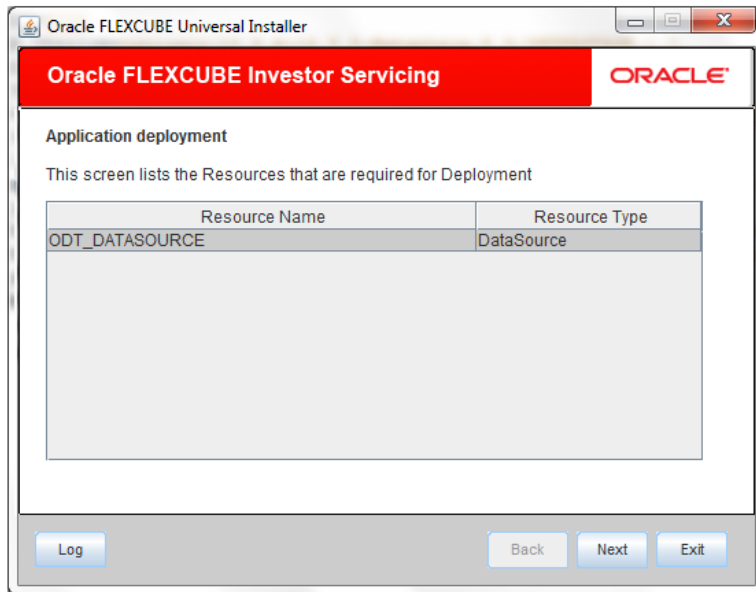 Oracle FLEXCUBE Universal Installer
Oracle FLEXCUBE Investor Servicing
ORACLE
Application deployment
This screen lists the Resources that are required for Deployment
Resource Name Resource Type
ODT_DATASOURCE DataSource
Log Back Next Exit